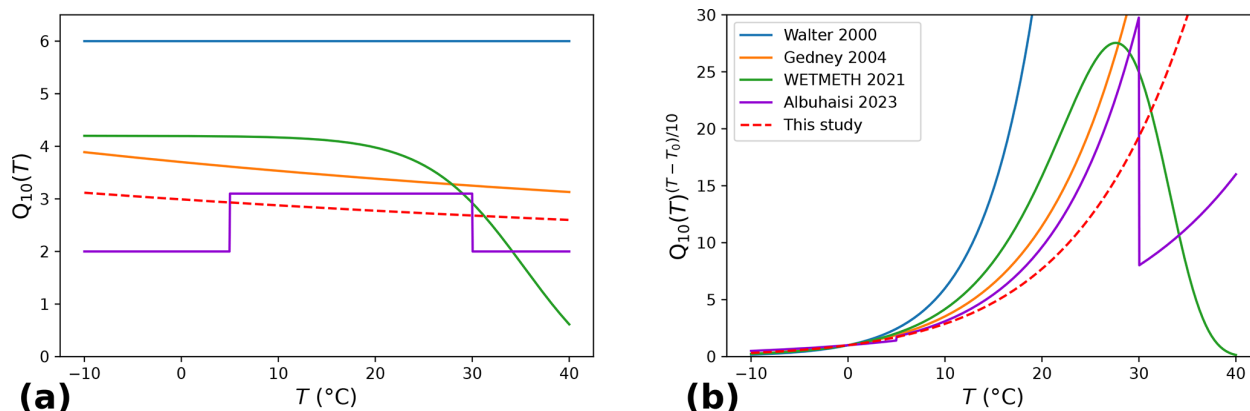 6
5
4
3
2
1
0
Q₁₀(T)
−10
0
10
20
30
40
T (°C)
(a)
30
25
20
15
10
5
0
Q₁₀(T)(T − T₀)/10
Walter 2000
Gedney 2004
WETMETH 2021
Albuhaisi 2023
This study
−10
0
10
20
30
40
T (°C)
(b)